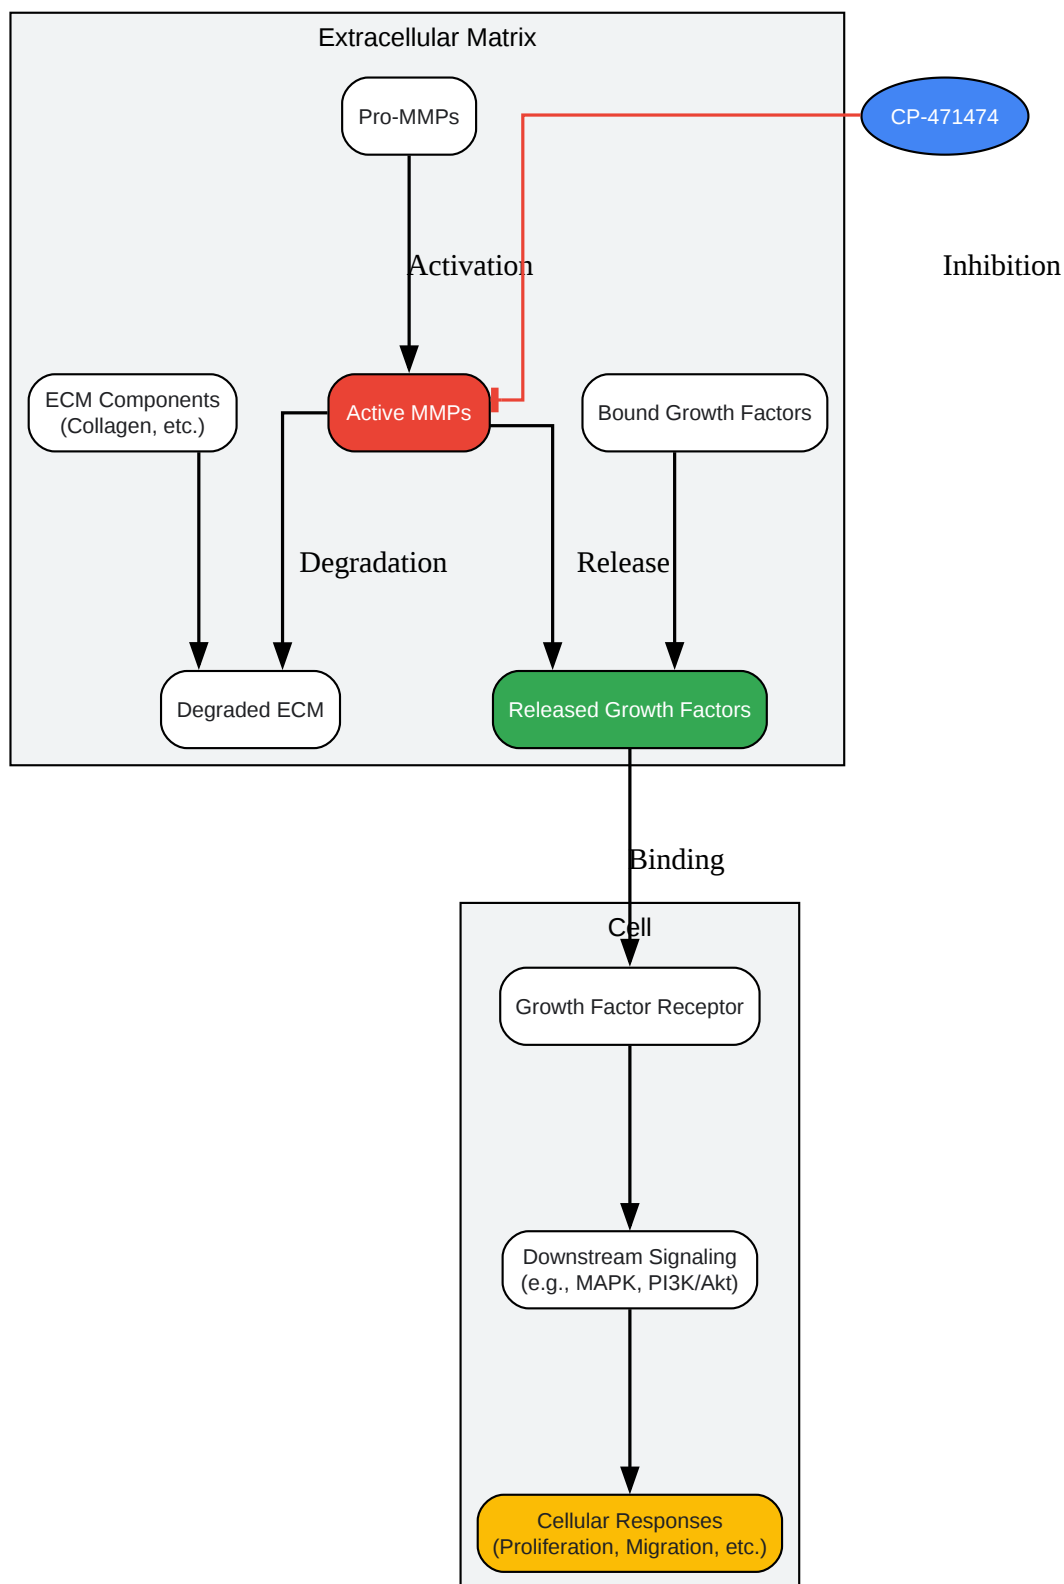 Extracellular Matrix
Pro-MMPs
CP-471474
Activation
Inhibition
ECM Components
(Collagen, etc.)
Active MMPs
Bound Growth Factors
Degradation
Release
Degraded ECM
Released Growth Factors
Binding
Cell
Growth Factor Receptor
Downstream Signaling
(e.g., MAPK, PI3K/Akt)
Cellular Responses
(Proliferation, Migration, etc.)